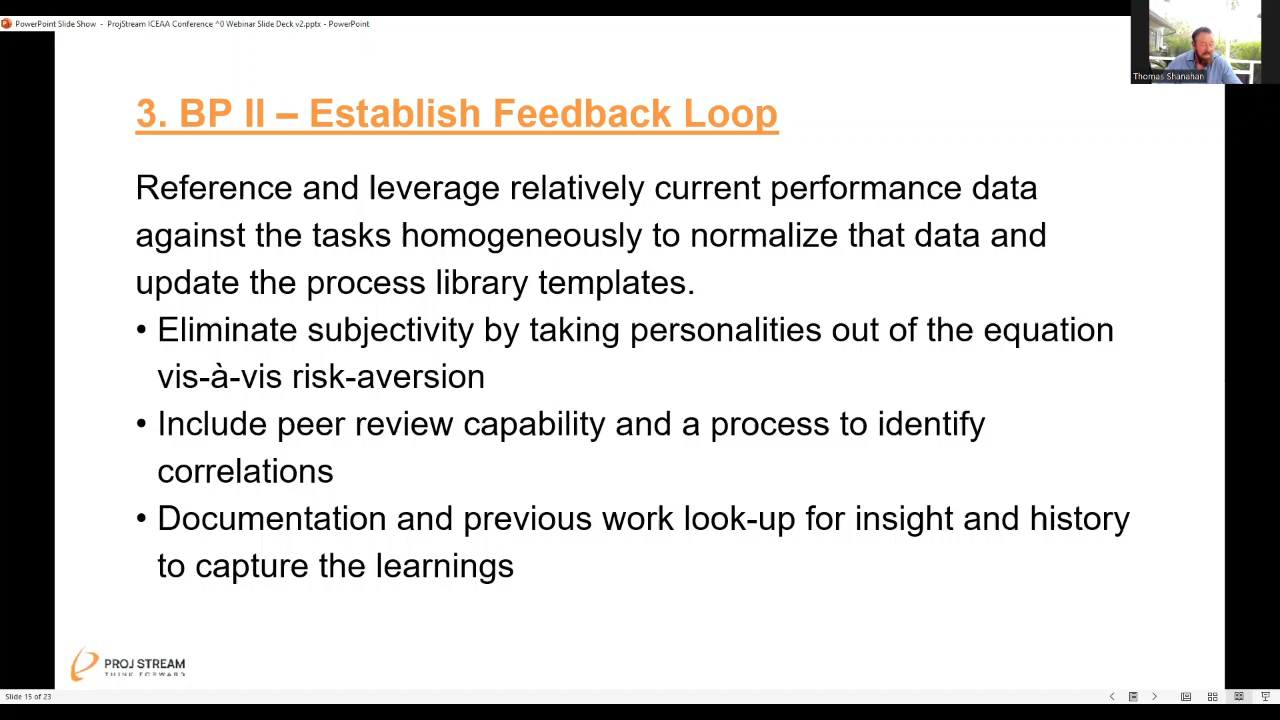 PowerPoint Slide Show - ProjStream ICEAA Conference ^0 Webinar Slide Deck v2.pptx - PowerPoint
Thomas Shanahan
3. BP II – Establish Feedback Loop
Reference and leverage relatively current performance data
against the tasks homogeneously to normalize that data and
update the process library templates.
• Eliminate subjectivity by taking personalities out of the equation
vis-à-vis risk-aversion
• Include peer review capability and a process to identify
correlations
• Documentation and previous work look-up for insight and history
to capture the learnings
PROJ STREAM
THINK FORWARD
Slide 15 of 23